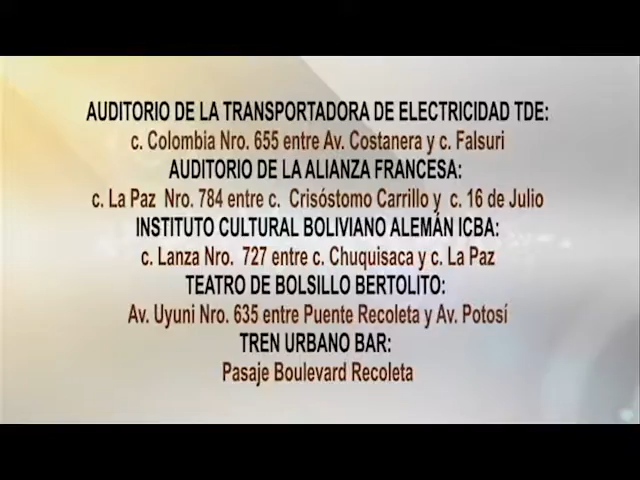 AUDITORIO DE LA TRANSPORTADORA DE ELECTRICIDAD TDE:
c. Colombia Nro. 655 entre Av. Costanera y c. Falsuri
AUDITORIO DE LA ALIANZA FRANCESA:
c. La Paz Nro. 784 entre c. Crisóstomo Carrillo y c. 16 de Julio
INSTITUTO CULTURAL BOLIVIANO ALEMÁN ICBA:
c. Lanza Nro. 727 entre c. Chuquisaca y c. La Paz
TEATRO DE BOLSILLO BERTOLITO:
Av. Uyuni Nro. 635 entre Puente Recoleta y Av. Potosí
TREN URBANO BAR:
Pasaje Boulevard Recoleta